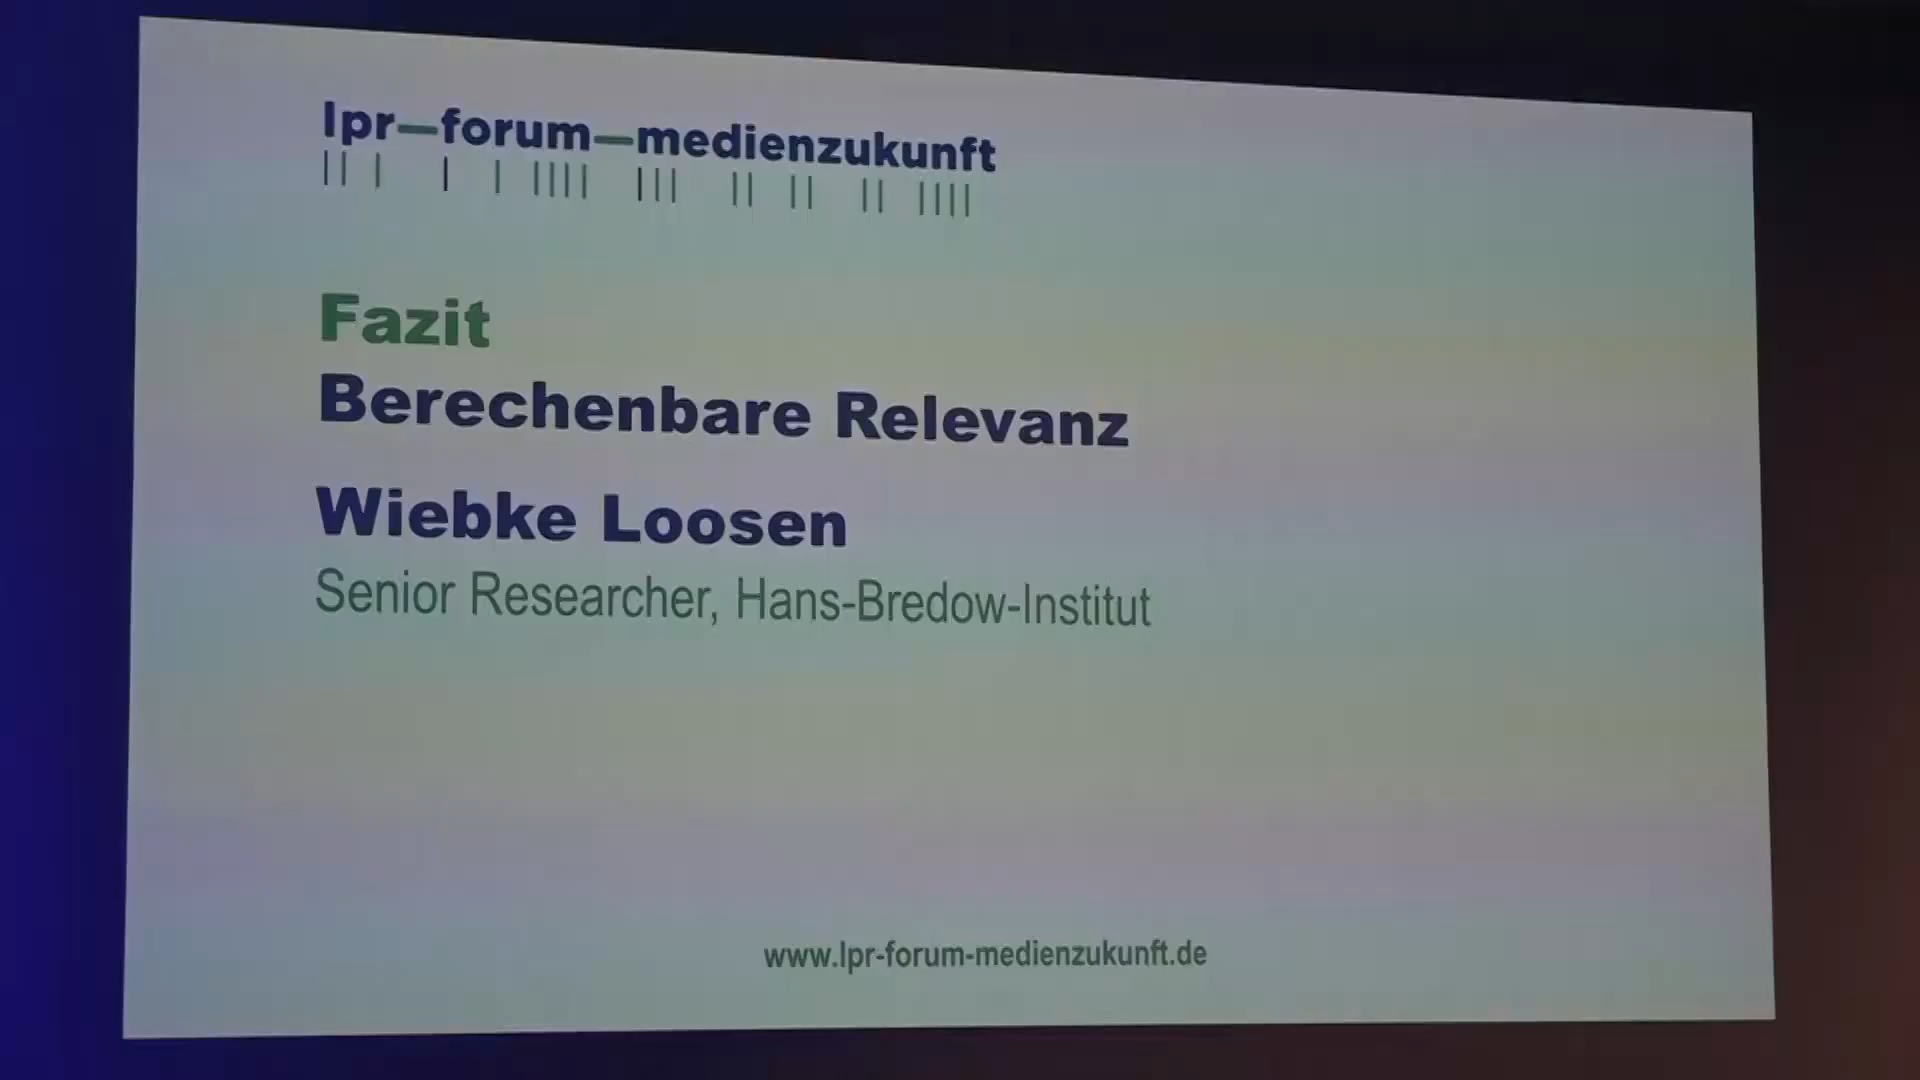 lpr—forum—medienzukunft
Fazit
Berechenbare Relevanz
Wiebke Loosen
Senior Researcher, Hans-Bredow-Institut
www.lpr-forum-medienzukunft.de